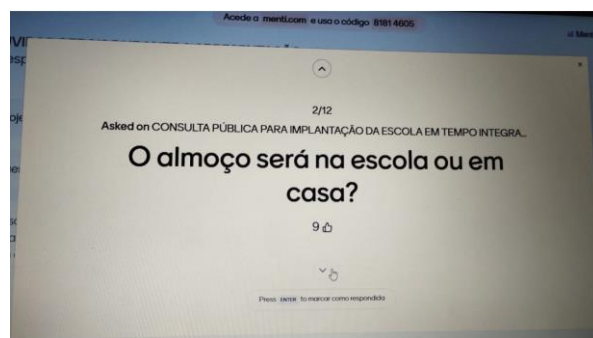 Acede a menti.com e usa o código 8181 4605
2/12
Asked on CONSULTA PÚBLICA PARA IMPLANTAÇÃO DA ESCOLA EM TEMPO INTEGRA...
O almoço será na escola ou em
casa?
9
Press ENTER to marcar como respondida